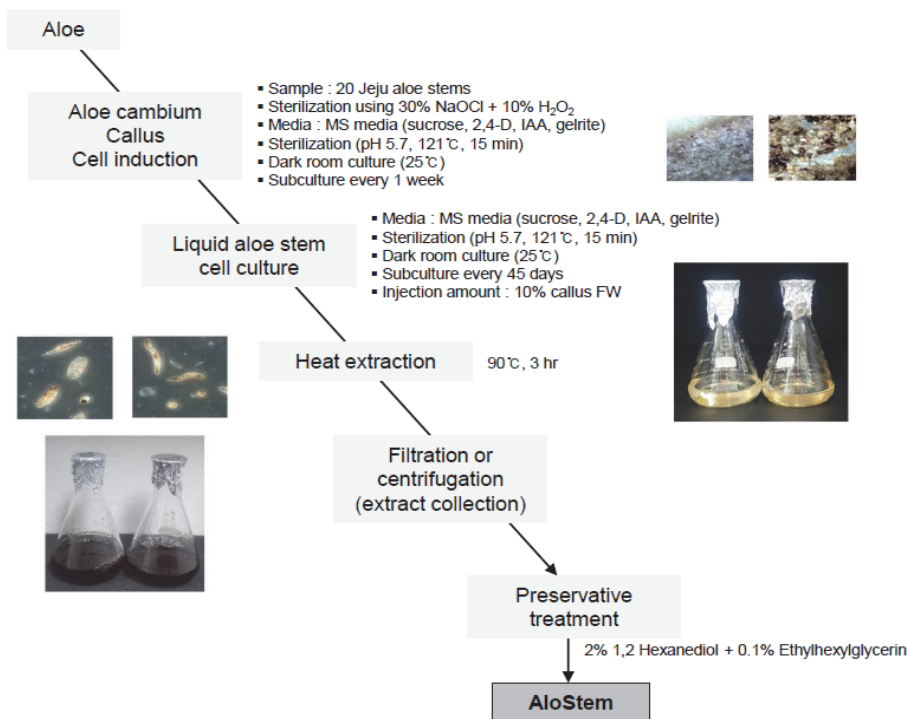 Aloe
Aloe cambium
Callus
Cell induction
▪ Sample : 20 Jeju aloe stems
▪ Sterilization using 30% NaOCl + 10% H₂O₂
▪ Media : MS media (sucrose, 2,4-D, IAA, gelrite)
▪ Sterilization (pH 5.7, 121℃, 15 min)
▪ Dark room culture (25℃)
▪ Subculture every 1 week
Liquid aloe stem
cell culture
▪ Media : MS media (sucrose, 2,4-D, IAA, gelrite)
▪ Sterilization (pH 5.7, 121℃, 15 min)
▪ Dark room culture (25℃)
▪ Subculture every 45 days
▪ Injection amount : 10% callus FW
Heat extraction
90℃, 3 hr
Filtration or
centrifugation
(extract collection)
Preservative
treatment
2% 1,2 Hexanediol + 0.1% Ethylhexylglycerin
AloStem